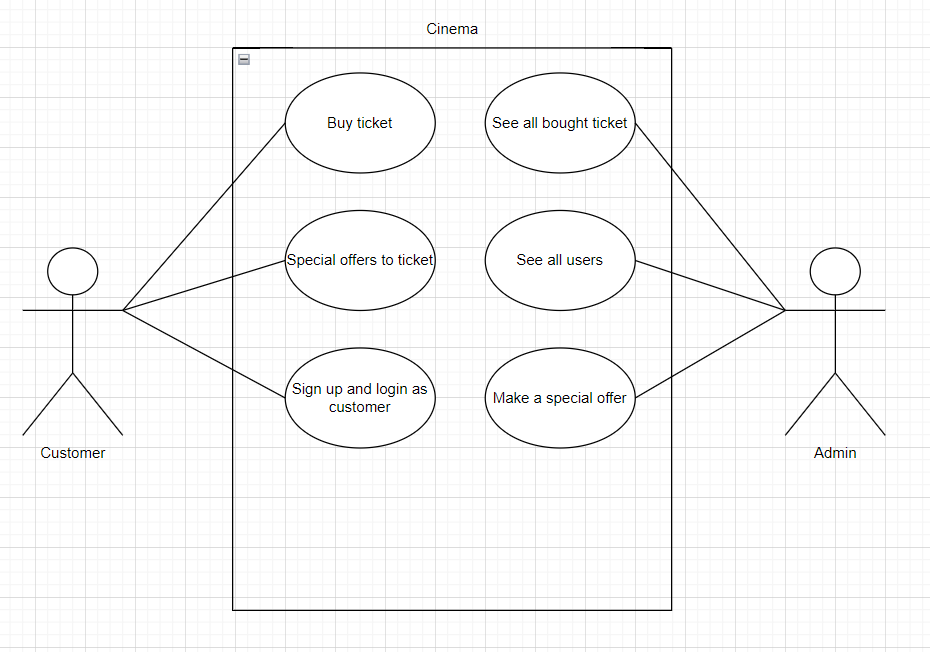 Cinema
Buy ticket
See all bought ticket
Special offers to ticket
See all users
Sign up and login as
customer
Make a special offer
Customer
Admin